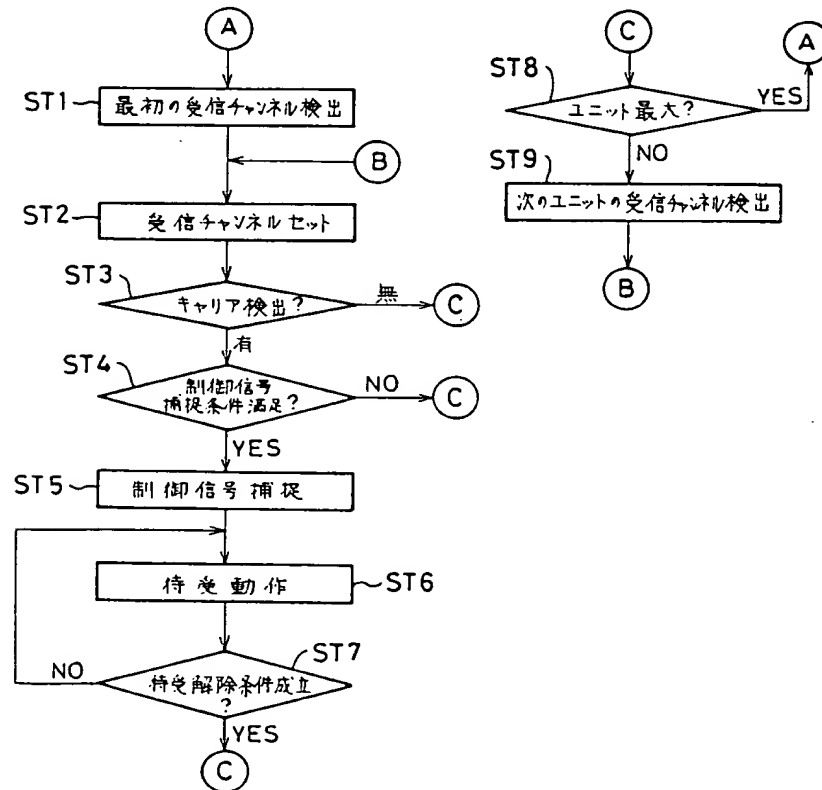 A
ST1
最初の受信チャンネル検出
B
ST2
受信チャンネルセット
ST3
キャリア検出?
無
C
有
ST4
制御信号
捕捉条件満足?
NO
C
YES
ST5
制御信号捕捉
待受動作
ST6
ST7
NO
待受解除条件成立
?
YES
C
C
A
ST8
ユニット最大?
YES
NO
ST9
次のユニットの受信チャンネル検出
B